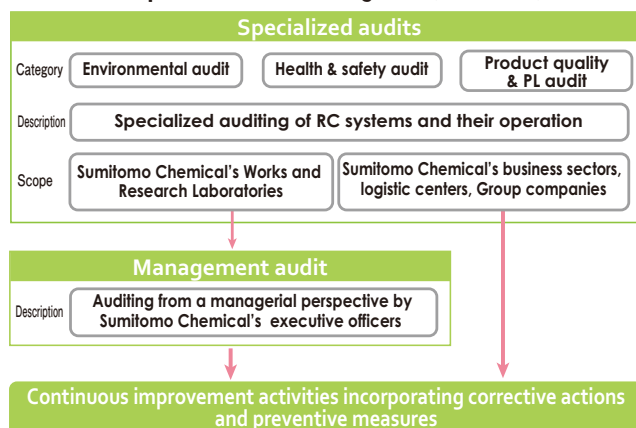 Specialized audits
Category
Environmental audit
Health & safety audit
Product quality
& PL audit
Description
Specialized auditing of RC systems and their operation
Scope
Sumitomo Chemical's Works and
Research Laboratories
Sumitomo Chemical's business sectors,
logistic centers, Group companies
Management audit
Description
Auditing from a managerial perspective by
Sumitomo Chemical's executive officers
Continuous improvement activities incorporating corrective actions
and preventive measures